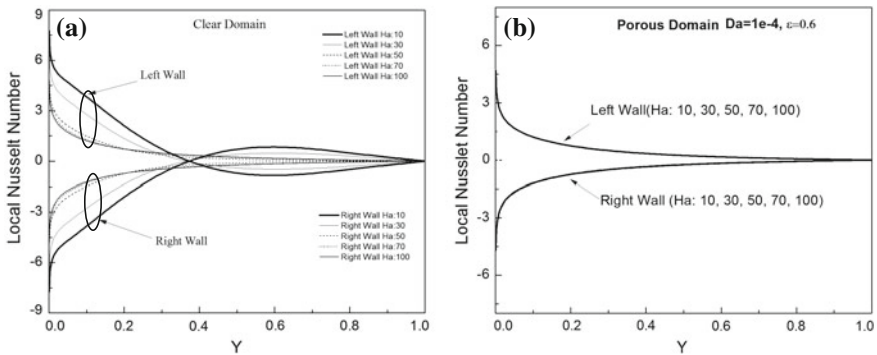 (a)
Clear Domain
Left Wall Ha:10
Left Wall Ha:30
Left Wall Ha:50
Left Wall Ha:70
Left Wall Ha:100
Left Wall
Right Wall
Right Wall Ha:10
Right Wall Ha:30
Right Wall Ha:50
Right Wall Ha:70
Right Wall Ha:100
Local Nusselt Number
9
6
3
0
-3
-6
-9
0.0
0.2
0.4
0.6
0.8
1.0
Y
(b)
Porous Domain Da=1e-4, ε=0.6
Left Wall(Ha: 10, 30, 50, 70, 100)
Right Wall (Ha: 10, 30, 50, 70, 100)
Local Nusslet Number
6
3
0
-3
-6
0.0
0.2
0.4
0.6
0.8
1.0
Y